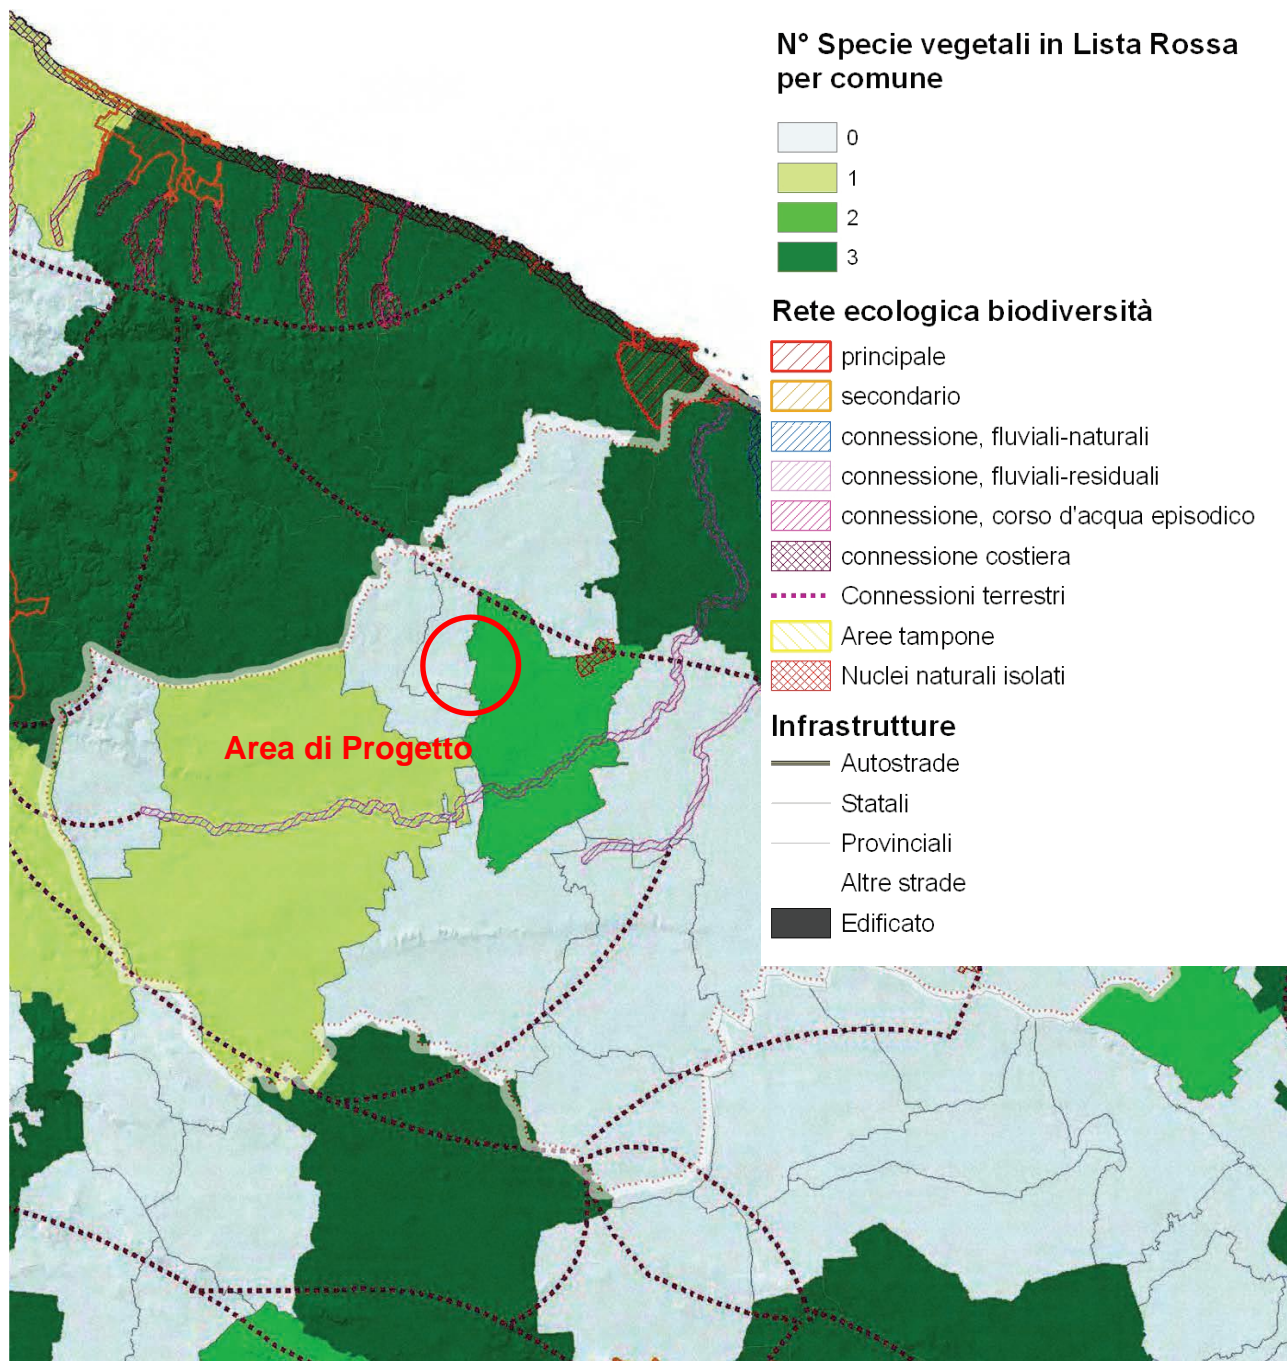 N° Specie vegetali in Lista Rossa
per comune
0
1
2
3
Rete ecologica biodiversità
principale
secondario
connessione, fluviali-naturali
connessione, fluviali-residuali
connessione, corso d'acqua episodico
connessione costiera
Connessioni terrestri
Aree tampone
Nuclei naturali isolati
Infrastrutture
Autostrade
Statali
Provinciali
Altre strade
Edificato
Area di Progetto